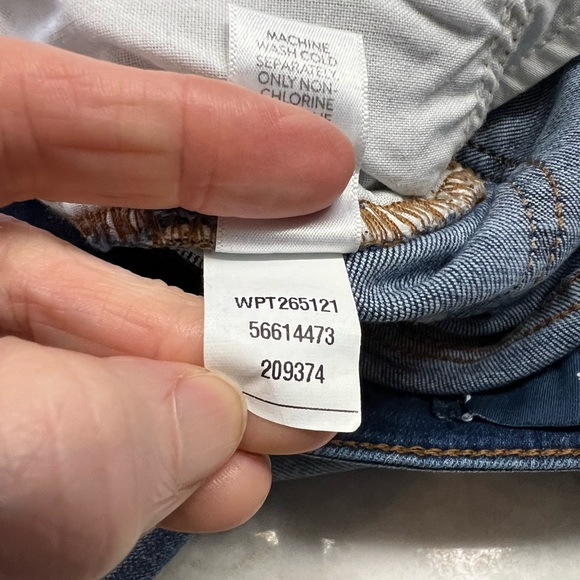 MACHINE
WASH COLD
SEPARATELY.
ONLY NON-
CHLORINE
WPT265121
56614473
209374